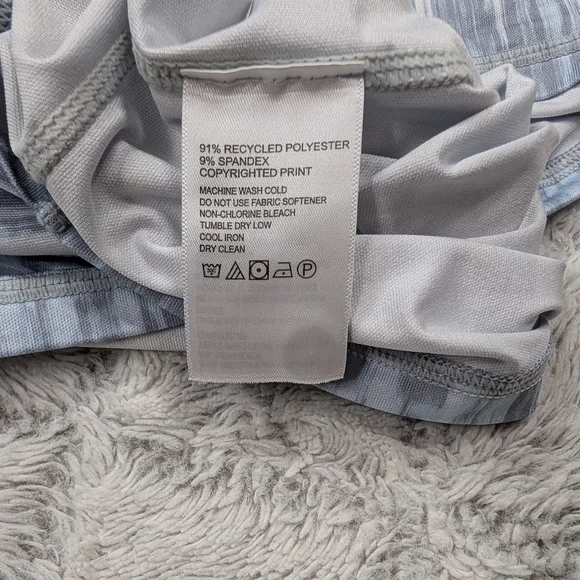 91% RECYCLED POLYESTER
9% SPANDEX
COPYRIGHTED PRINT
MACHINE WASH COLD
DO NOT USE FABRIC SOFTENER
NON-CHLORINE BLEACH
TUMBLE DRY LOW
COOL IRON
DRY CLEAN
P